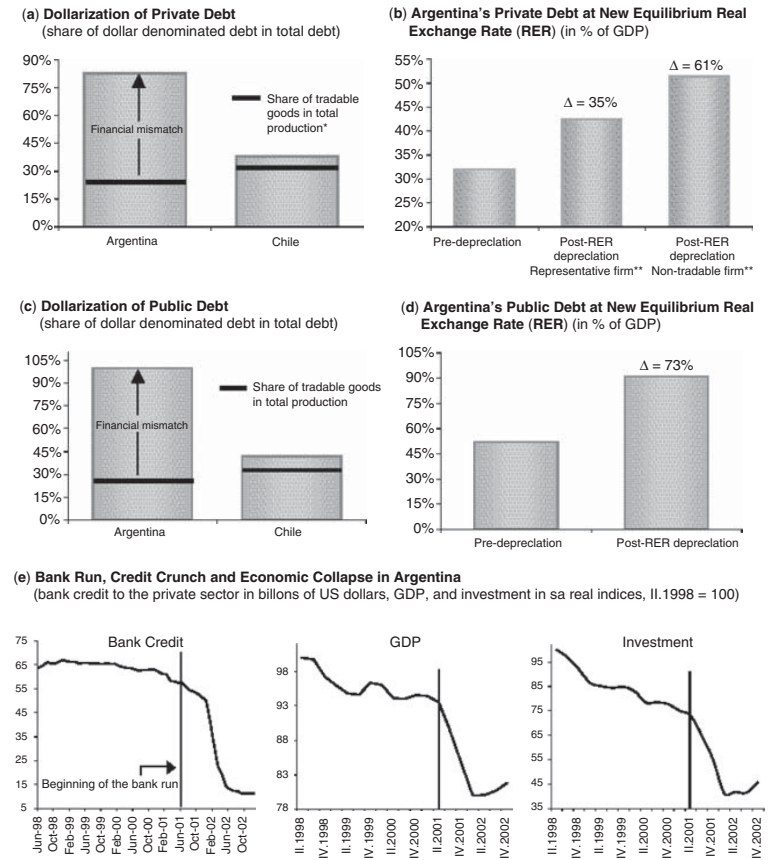 (a) Dollarization of Private Debt
(share of dollar denominated debt in total debt)
90%
75%
60%
45%
30%
15%
0%
Financial mismatch
Share of tradable
goods in total
production*
Argentina
Chile
(b) Argentina's Private Debt at New Equilibrium Real
Exchange Rate (RER) (in % of GDP)
55%
50%
45%
40%
35%
30%
25%
20%
Δ = 35%
Δ = 61%
Pre-depreciation
Post-RER
depreclation
Representative firm**
Post-RER
depreclation
Non-tradable firm**
(c) Dollarization of Public Debt
(share of dollar denominated debt in total debt)
105%
90%
75%
60%
45%
30%
15%
0%
Financial mismatch
Share of tradable goods
in total production
Argentina
Chile
(d) Argentina's Public Debt at New Equilibrium Real
Exchange Rate (RER) (in % of GDP)
105%
90%
75%
60%
45%
30%
15%
0%
Δ = 73%
Pre-depreciation
Post-RER depreciation
(e) Bank Run, Credit Crunch and Economic Collapse in Argentina
(bank credit to the private sector in billons of US dollars, GDP, and investment in sa real indices, II.1998 = 100)
Bank Credit
75
65
55
45
35
25
15
5
Beginning of the bank run
Jun-98
Oct-98
Feb-99
Jun-99
Oct-99
Feb-00
Jun-00
Oct-00
Feb-01
Jun-01
Oct-01
Feb-02
Jun-02
Oct-02
GDP
98
93
88
83
78
II.1998
IV.1998
II.1999
IV.1999
II.2000
IV.2000
II.2001
IV.2001
II.2002
IV.2002
Investment
95
85
75
65
55
45
35
II.1998
IV.1998
II.1999
IV.1999
II.2000
IV.2000
II.2001
IV.2001
II.2002
IV.2002